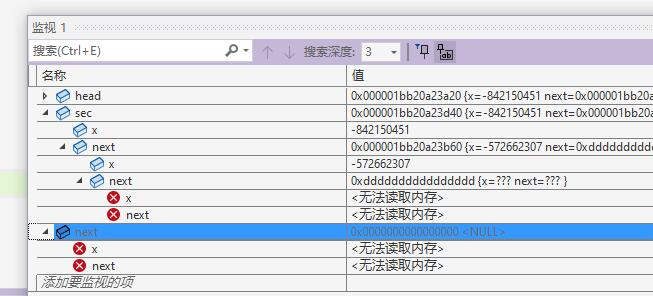 监视 1
搜索(Ctrl+E) 搜索深度: 3
名称 值
head 0x000001bb20a23a20 {x=-842150451 next=0x000001bb20a
sec 0x000001bb20a23d40 {x=-842150451 next=0x000001bb20a
x -842150451
next 0x000001bb20a23b60 {x=-572662307 next=0xdddddddddd
x -572662307
next 0xdddddddddddddddd {x=??? next=??? }
x <无法读取内存>
next <无法读取内存>
next 0x0000000000000000 <NULL>
x <无法读取内存>
next <无法读取内存>
添加要监视的项